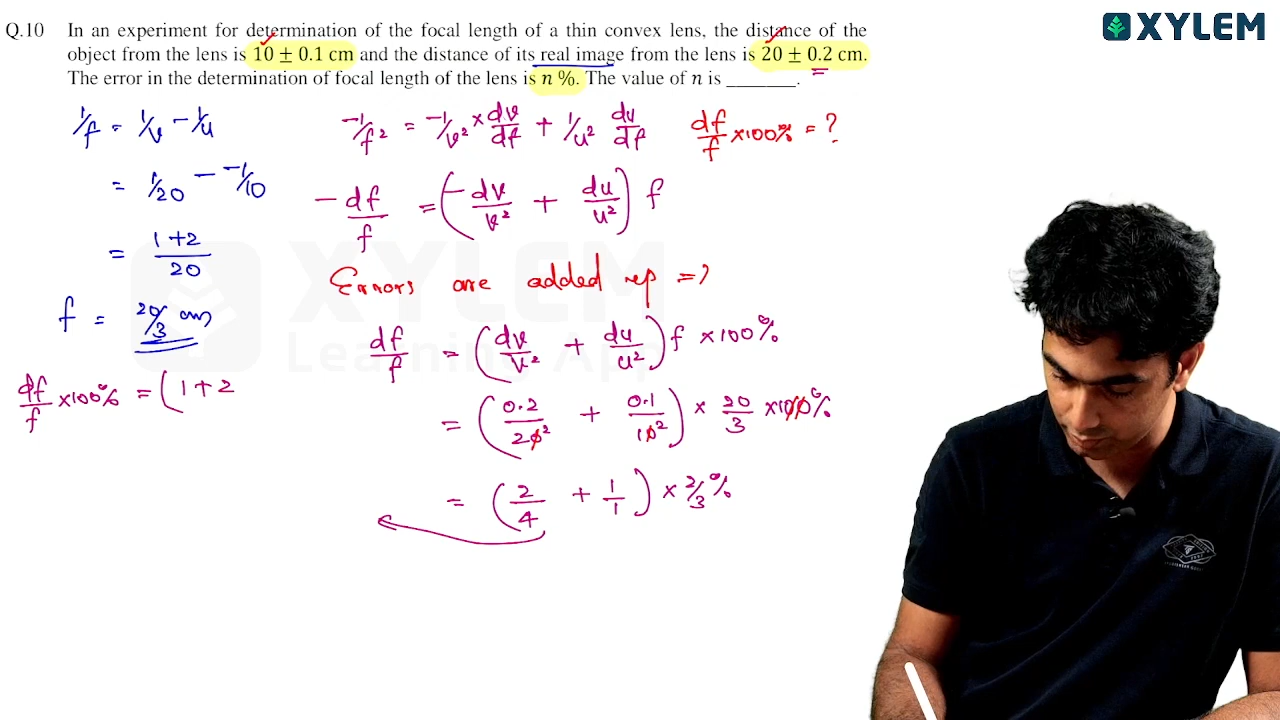 Q.10 In an experiment for determination of the focal length of a thin convex lens, the distance of the
object from the lens is 10 ± 0.1 cm and the distance of its real image from the lens is 20 ± 0.2 cm.
The error in the determination of focal length of the lens is n %. The value of n is _______.
XYLEM
1/f = 1/v - 1/u
= 1/20 - -1/10
= (1+2)/20
f = 20/3 cm
df/f ×100% = (1+2
-1/f² = -1/v² × dv/df + 1/u² du/df
-df/f = (-dv/v² + du/u²) f
Errors are added up =>
df/f = (dv/v² + du/u²) f ×100%
= (0.2/20² + 0.1/10²) × 20/3 ×100%
= (2/4 + 1/1) × 2/3 %
df/f ×100% = ?
XYLEM
Learning App